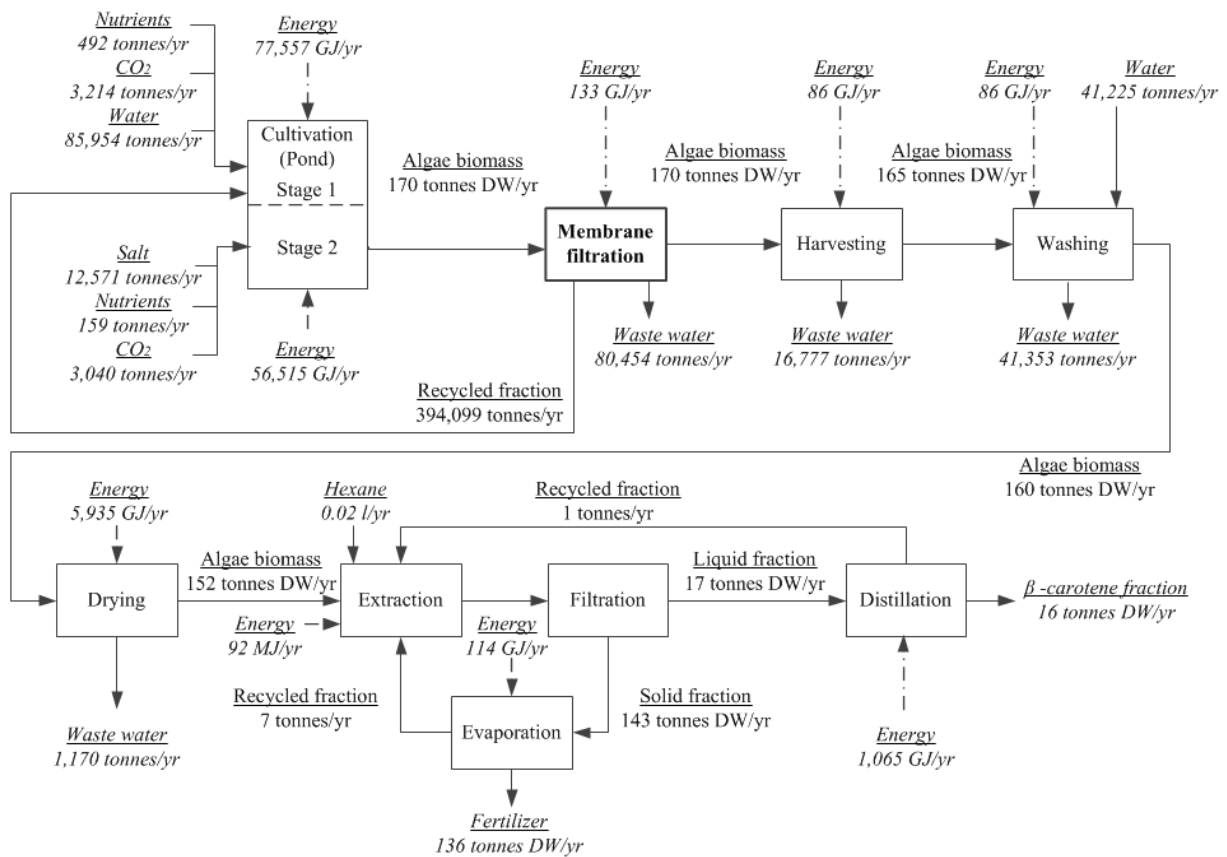 Nutrients
492 tonnes/yr
CO2
3,214 tonnes/yr
Water
85,954 tonnes/yr
Energy
77,557 GJ/yr
Cultivation
(Pond)
Stage 1
Stage 2
Salt
12,571 tonnes/yr
Nutrients
159 tonnes/yr
CO2
3,040 tonnes/yr
Energy
56,515 GJ/yr
Algae biomass
170 tonnes DW/yr
Energy
133 GJ/yr
Membrane
filtration
Waste water
80,454 tonnes/yr
Recycled fraction
394,099 tonnes/yr
Algae biomass
170 tonnes DW/yr
Energy
86 GJ/yr
Harvesting
Waste water
16,777 tonnes/yr
Algae biomass
165 tonnes DW/yr
Energy
86 GJ/yr
Water
41,225 tonnes/yr
Washing
Waste water
41,353 tonnes/yr
Algae biomass
160 tonnes DW/yr
Energy
5,935 GJ/yr
Drying
Waste water
1,170 tonnes/yr
Algae biomass
152 tonnes DW/yr
Hexane
0.02 l/yr
Extraction
Energy
92 MJ/yr
Recycled fraction
1 tonnes/yr
Filtration
Energy
114 GJ/yr
Recycled fraction
7 tonnes/yr
Evaporation
Solid fraction
143 tonnes DW/yr
Fertilizer
136 tonnes DW/yr
Liquid fraction
17 tonnes DW/yr
Distillation
Energy
1,065 GJ/yr
β -carotene fraction
16 tonnes DW/yr